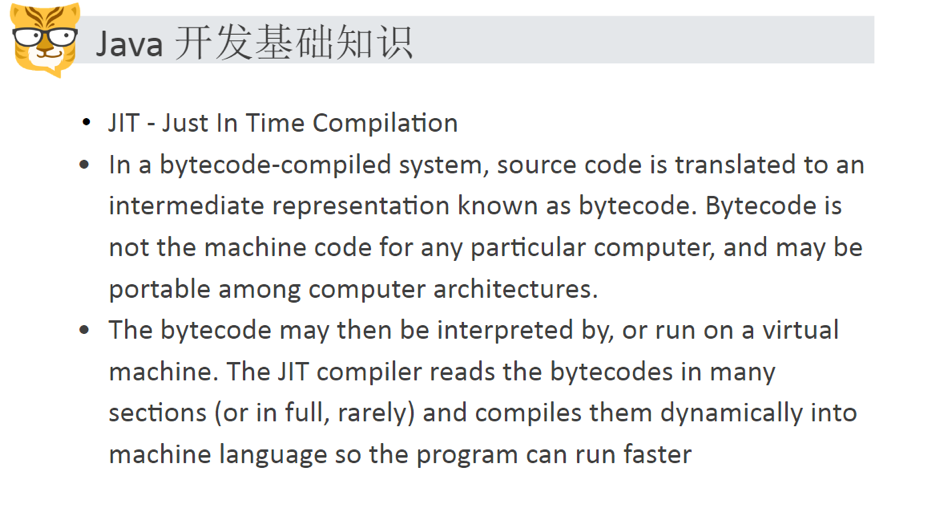 Java 开发基础知识
• JIT - Just In Time Compilation
• In a bytecode-compiled system, source code is translated to an
intermediate representation known as bytecode. Bytecode is
not the machine code for any particular computer, and may be
portable among computer architectures.
• The bytecode may then be interpreted by, or run on a virtual
machine. The JIT compiler reads the bytecodes in many
sections (or in full, rarely) and compiles them dynamically into
machine language so the program can run faster